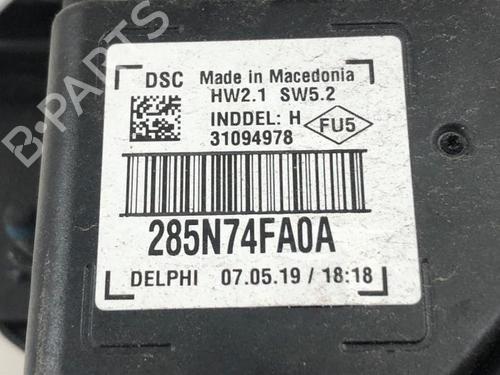 B-PARTS
DSC Made in Macedonia
HW2.1 SW5.2
INDDEL: H
31094978
FU5
285N74FA0A
DELPHI 07.05.19 / 18:18